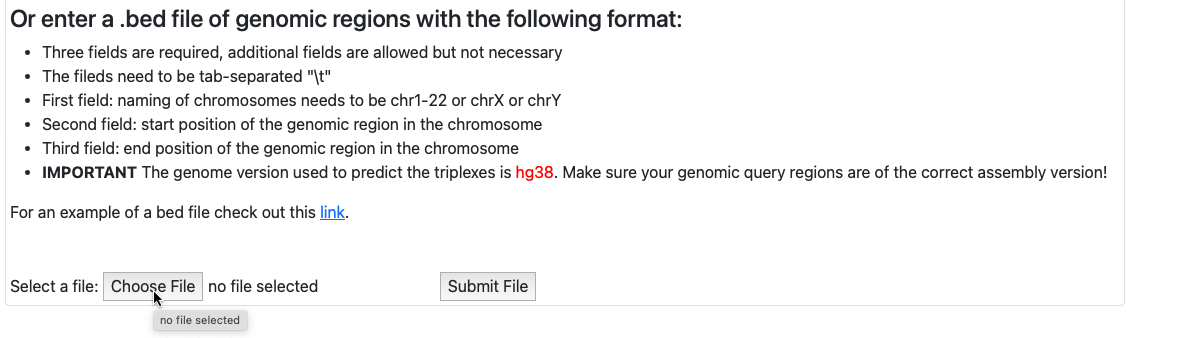 Or enter a .bed file of genomic regions with the following format:
• Three fields are required, additional fields are allowed but not necessary
• The fileds need to be tab-separated "\t"
• First field: naming of chromosomes needs to be chr1-22 or chrX or chrY
• Second field: start position of the genomic region in the chromosome
• Third field: end position of the genomic region in the chromosome
• IMPORTANT The genome version used to predict the triplexes is hg38. Make sure your genomic query regions are of the correct assembly version!
For an example of a bed file check out this link.
Select a file: Choose File no file selected Submit File
no file selected